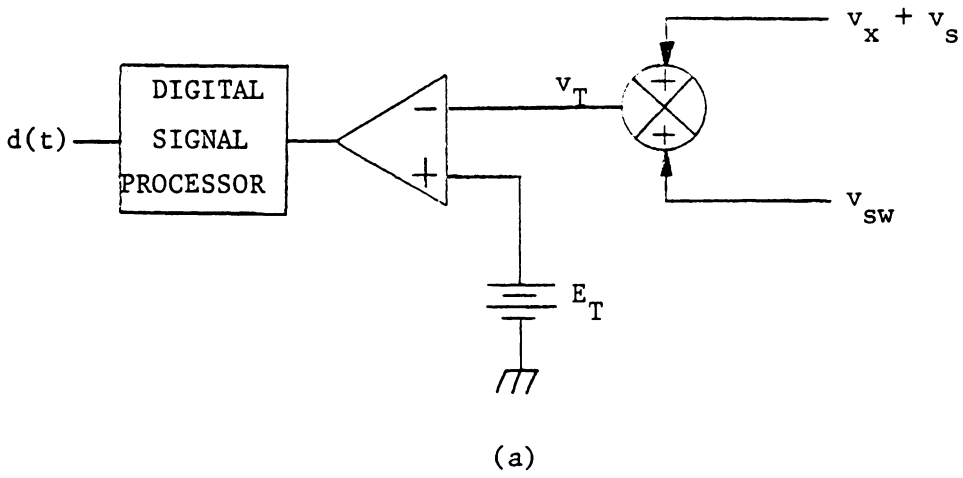 v_x + v_s
DIGITAL
v_T
−
+
d(t)
SIGNAL
+
+
PROCESSOR
v_sw
E_T
(a)